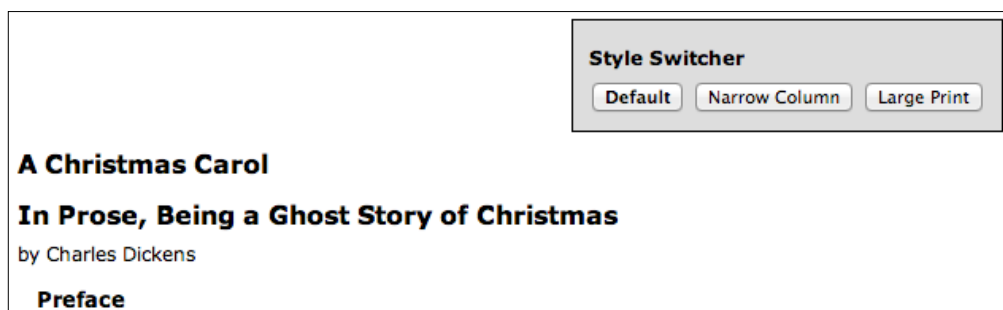 Style Switcher
Default Narrow Column Large Print
A Christmas Carol
In Prose, Being a Ghost Story of Christmas
by Charles Dickens
Preface